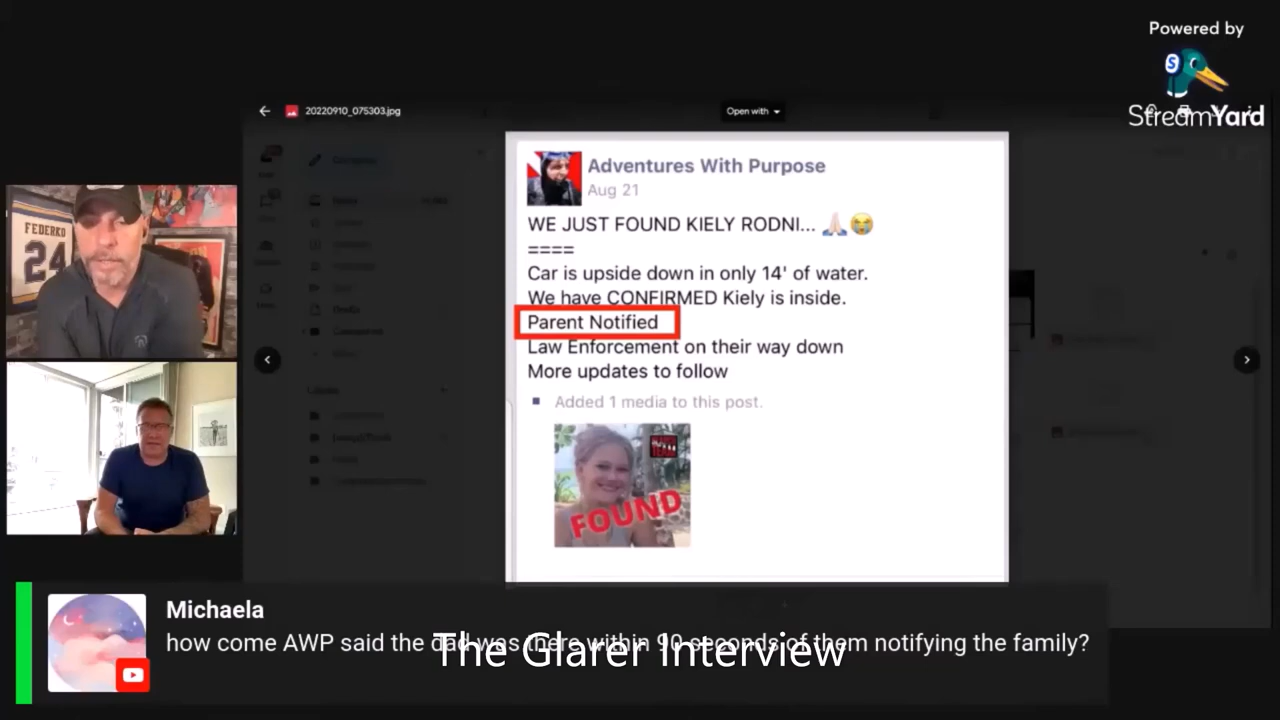 Powered by
StreamYard
20220910_075303.jpg
Open with
FEDERKO
24
Adventures With Purpose
Aug 21
WE JUST FOUND KIELY RODNI... 🙏😭
====
Car is upside down in only 14' of water.
We have CONFIRMED Kiely is inside.
Parent Notified
Law Enforcement on their way down
More updates to follow
Added 1 media to this post.
FOUND
Michaela
how come AWP said the dad was there within 90 seconds of them notifying the family?
The Glarer Interview